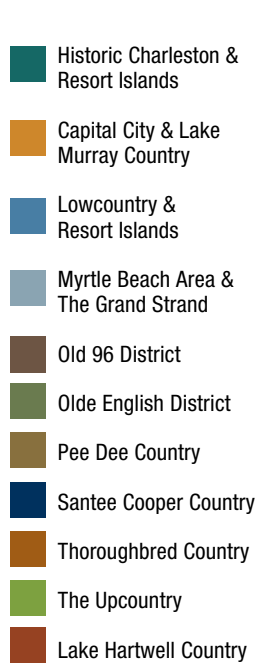 Historic Charleston &
Resort Islands
Capital City & Lake
Murray Country
Lowcountry &
Resort Islands
Myrtle Beach Area &
The Grand Strand
Old 96 District
Olde English District
Pee Dee Country
Santee Cooper Country
Thoroughbred Country
The Upcountry
Lake Hartwell Country